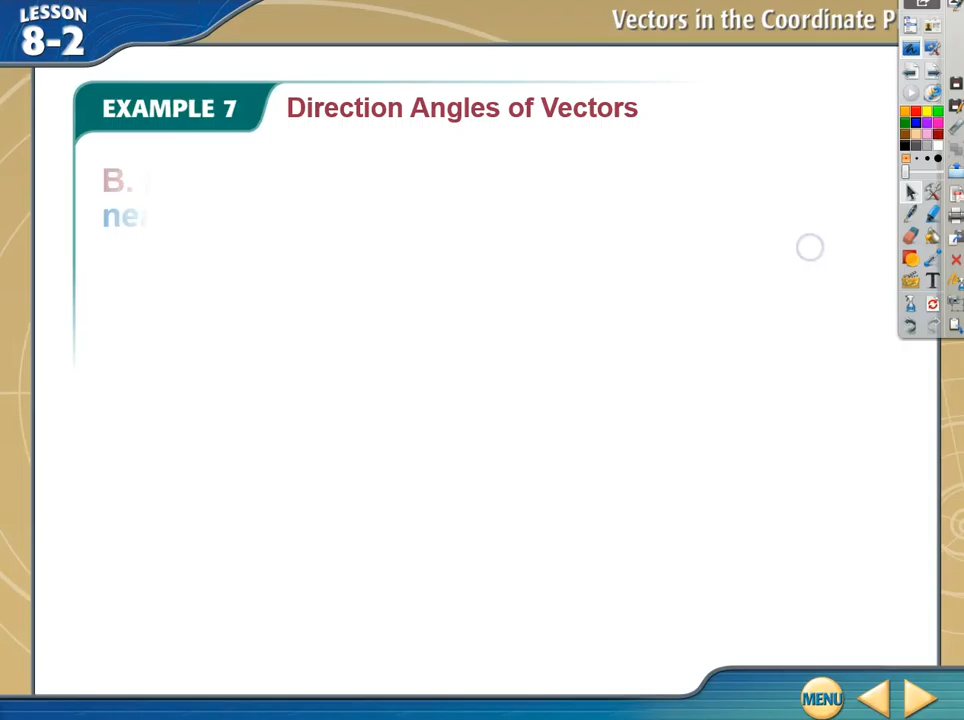 LESSON
8-2
Vectors in the Coordinate P
EXAMPLE 7
Direction Angles of Vectors
B.
MENU